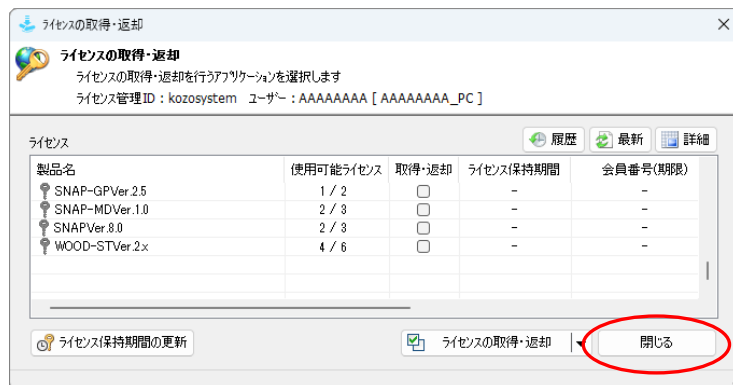 ライセンスの取得・返却
ライセンスの取得・返却
ライセンスの取得・返却を行うアプリケーションを選択します
ライセンス管理ID：kozosystem ユーザー：AAAAAAAA [ AAAAAAAA_PC ]
ライセンス 履歴 最新 詳細
製品名 使用可能ライセンス 取得・返却 ライセンス保持期間 会員番号(期限)
SNAP-GPVer.2.5 1 / 2 - -
SNAP-MDVer.1.0 2 / 3 - -
SNAPVer.8.0 2 / 3 - -
WOOD-STVer.2.x 4 / 6 - -
ライセンス保持期間の更新 ライセンスの取得・返却 閉じる